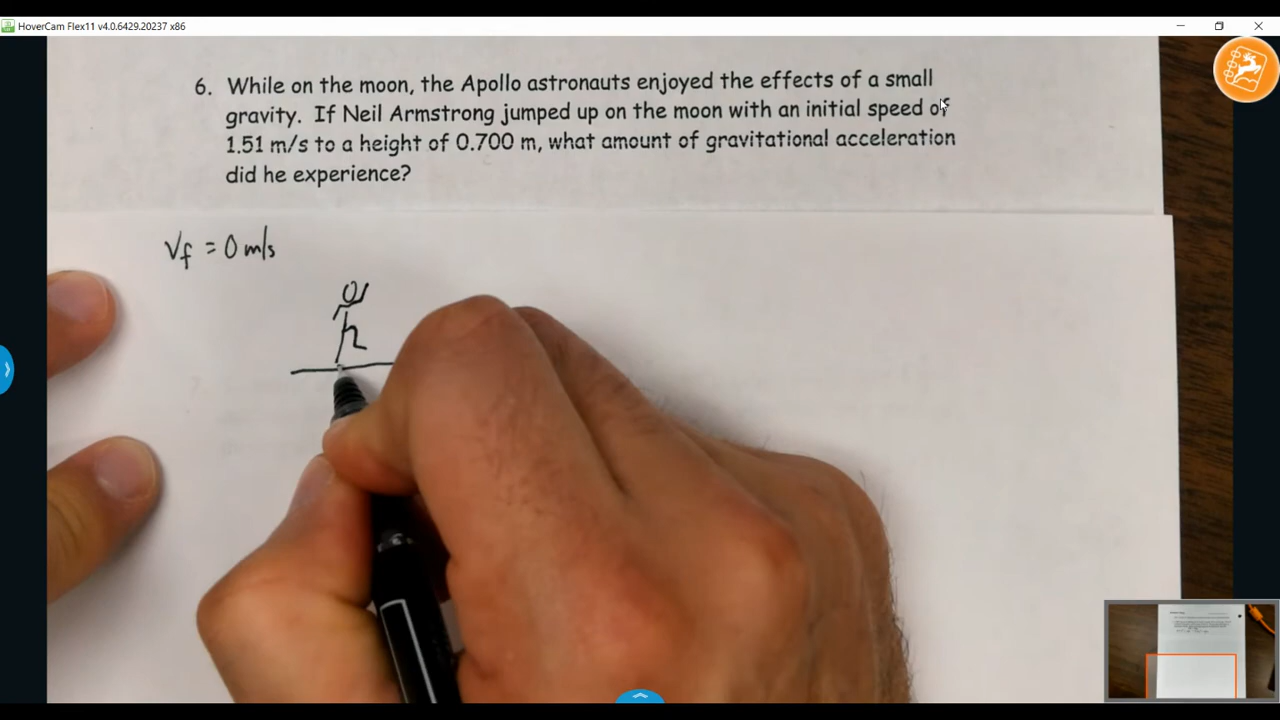 HoverCam Flex11 v4.0.6429.20237 x86
6. While on the moon, the Apollo astronauts enjoyed the effects of a small
gravity. If Neil Armstrong jumped up on the moon with an initial speed of
1.51 m/s to a height of 0.700 m, what amount of gravitational acceleration
did he experience?
Vf = 0 m/s